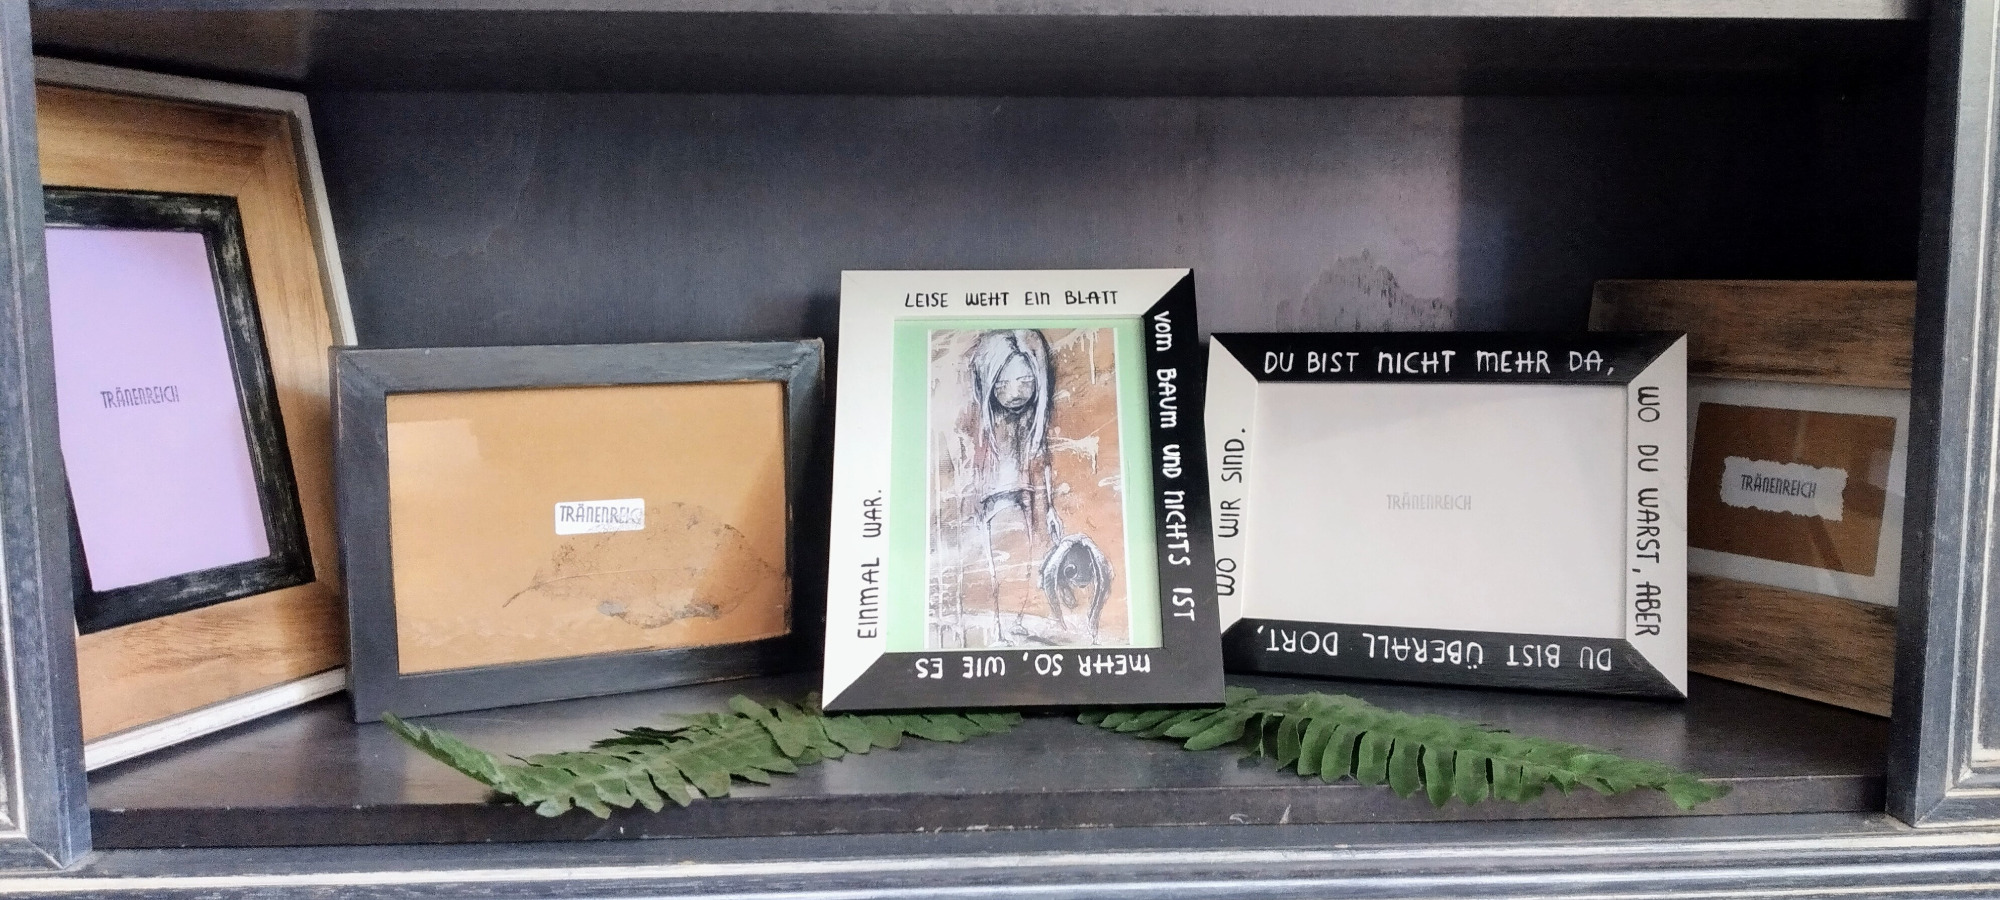 TRÄNENREICH
TRÄNENREICH
LEISE WEHT EIN BLATT
VOM BAUM UND NICHTS IST
MEHR SO, WIE ES
EINMAL WAR.
DU BIST NICHT MEHR DA,
WO DU WARST, ABER
DU BIST ÜBERALL DORT,
WO WIR SIND.
TRÄNENREICH
TRÄNENREICH